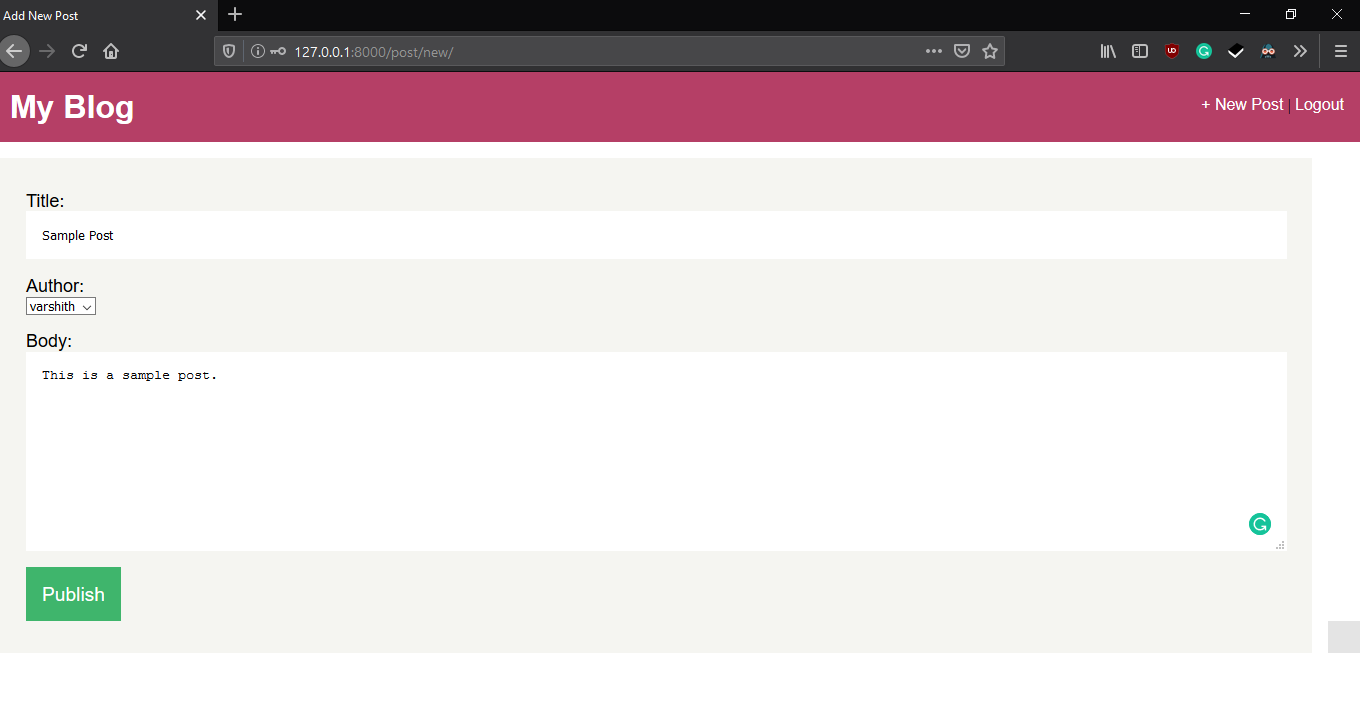 Add New Post
127.0.0.1:8000/post/new/
My Blog
+ New Post | Logout
Title:
Sample Post
Author:
varshith
Body:
This is a sample post.
Publish